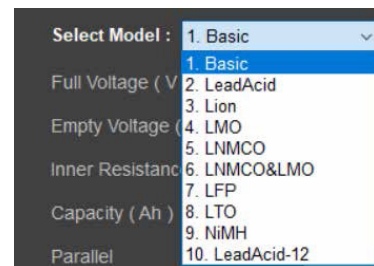 Select Model : 1. Basic
1. Basic
Full Voltage ( V 2. LeadAcid
3. Lion
Empty Voltage ( 4. LMO
5. LNMCO
Inner Resistanc 6. LNMCO&LMO
7. LFP
Capacity ( Ah ) 8. LTO
9. NiMH
Parallel 10. LeadAcid-12